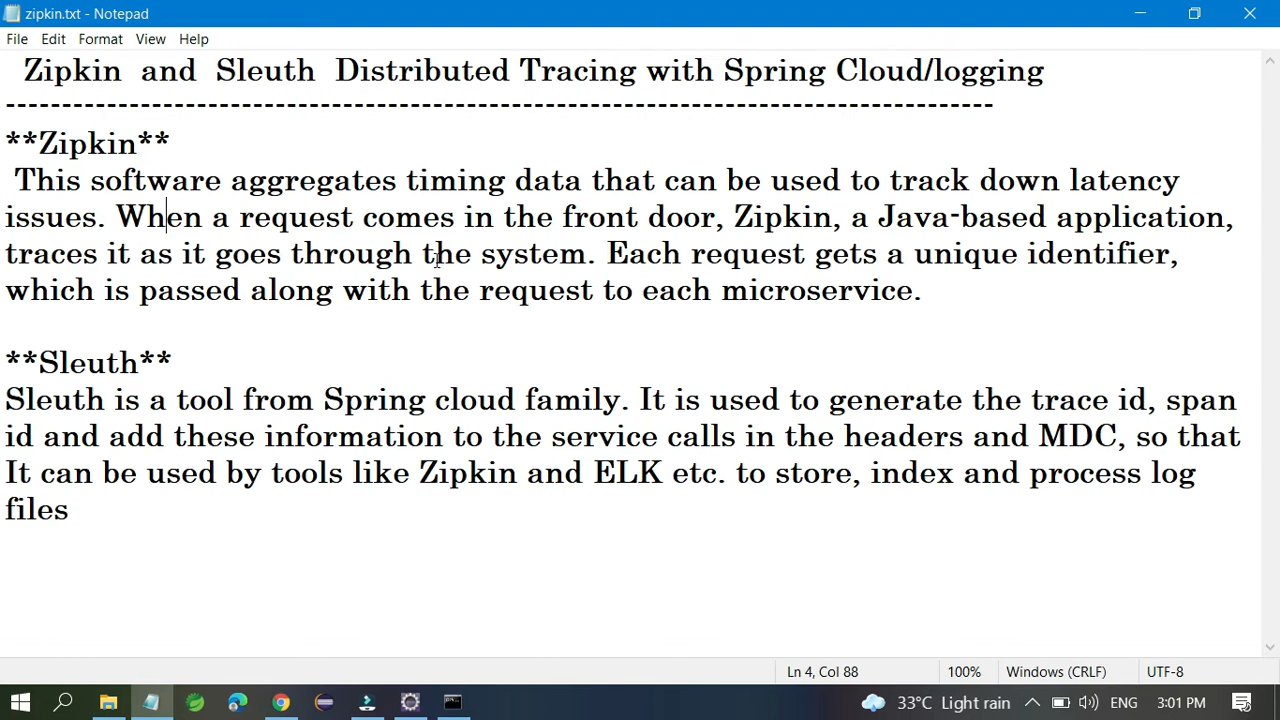 zipkin.txt - Notepad
File Edit Format View Help
Zipkin and Sleuth Distributed Tracing with Spring Cloud/logging
----------------------------------------------------------------------------------------
**Zipkin**
This software aggregates timing data that can be used to track down latency
issues. When a request comes in the front door, Zipkin, a Java-based application,
traces it as it goes through the system. Each request gets a unique identifier,
which is passed along with the request to each microservice.
**Sleuth**
Sleuth is a tool from Spring cloud family. It is used to generate the trace id, span
id and add these information to the service calls in the headers and MDC, so that
It can be used by tools like Zipkin and ELK etc. to store, index and process log
files
Ln 4, Col 88 100% Windows (CRLF) UTF-8
33°C Light rain ENG 3:01 PM